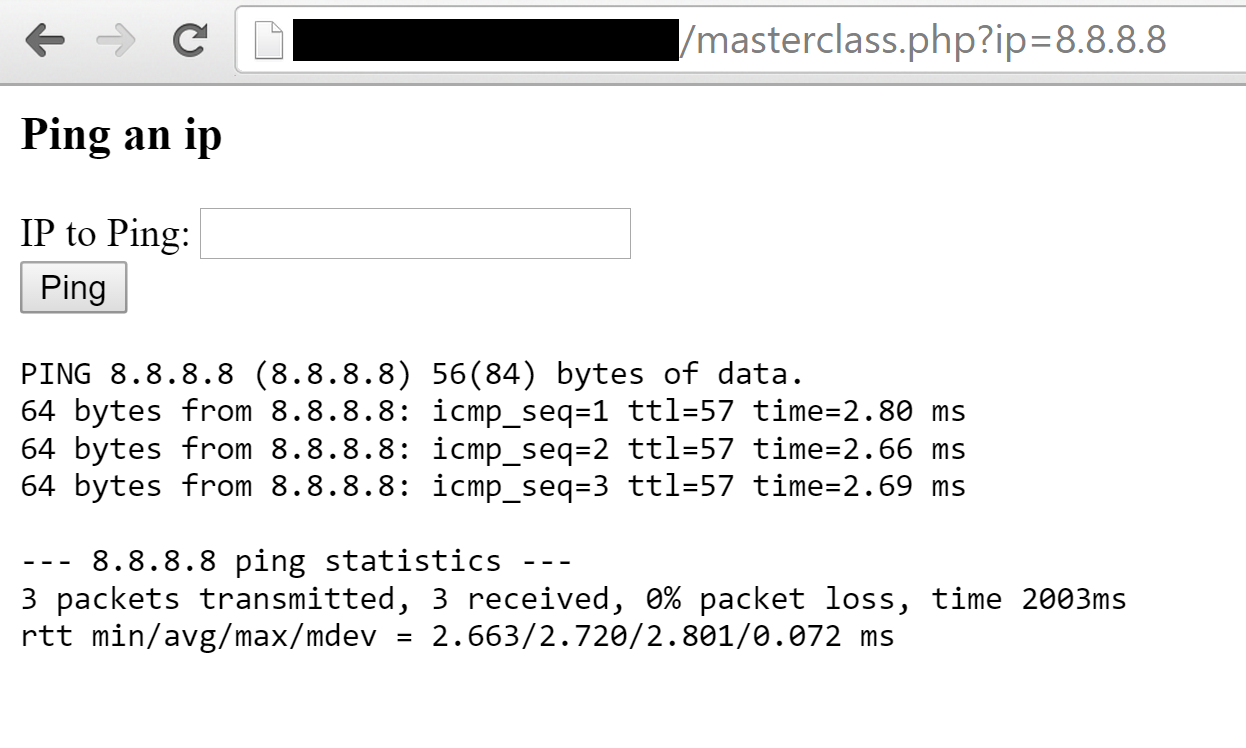 /masterclass.php?ip=8.8.8.8
Ping an ip
IP to Ping:
Ping
PING 8.8.8.8 (8.8.8.8) 56(84) bytes of data.
64 bytes from 8.8.8.8: icmp_seq=1 ttl=57 time=2.80 ms
64 bytes from 8.8.8.8: icmp_seq=2 ttl=57 time=2.66 ms
64 bytes from 8.8.8.8: icmp_seq=3 ttl=57 time=2.69 ms
--- 8.8.8.8 ping statistics ---
3 packets transmitted, 3 received, 0% packet loss, time 2003ms
rtt min/avg/max/mdev = 2.663/2.720/2.801/0.072 ms